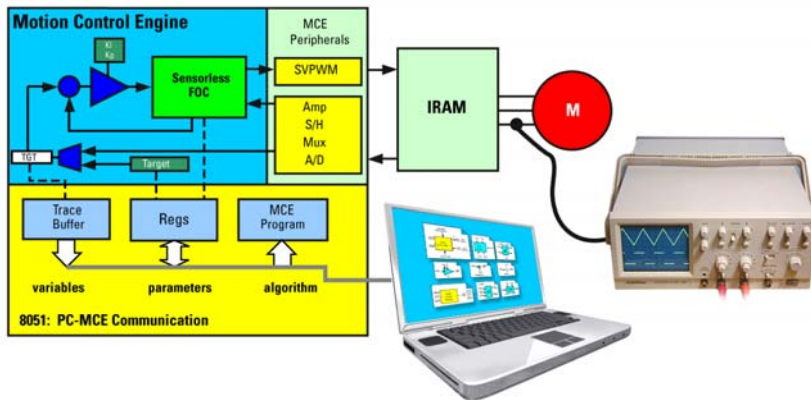 Motion Control Engine
MCE
Peripherals
KI
Kp
Sensorless
FOC
SVPWM
Amp
S/H
Mux
A/D
IRAM
M
TGT
Target
Trace
Buffer
Regs
MCE
Program
variables
parameters
algorithm
8051: PC-MCE Communication